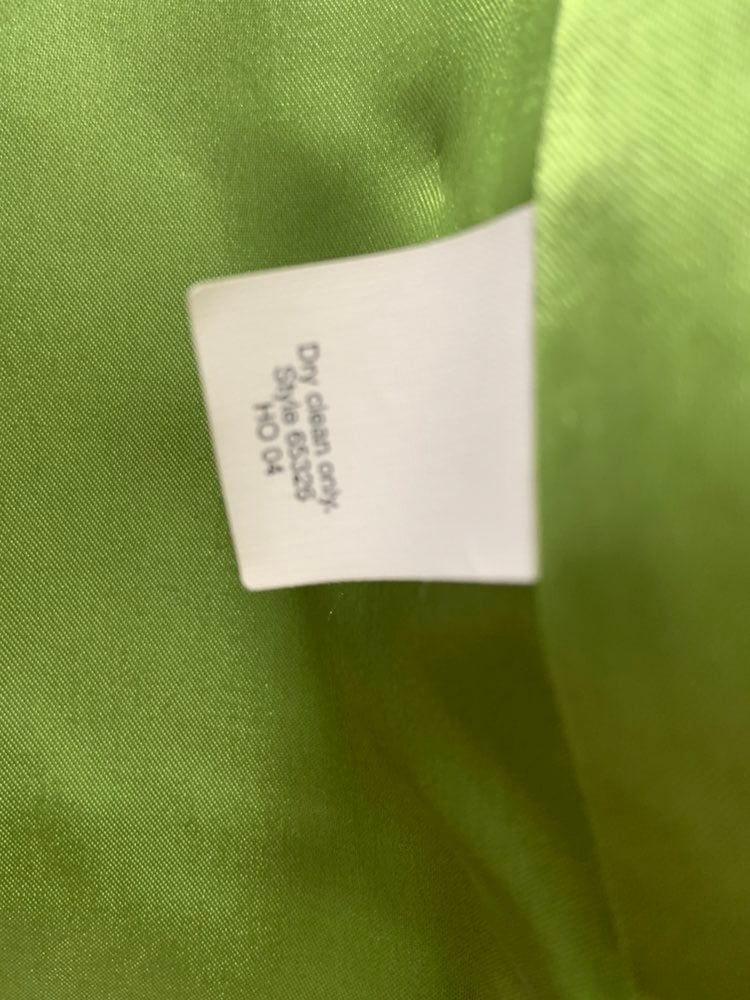 Dry clean only.
Style 65326
HO 04